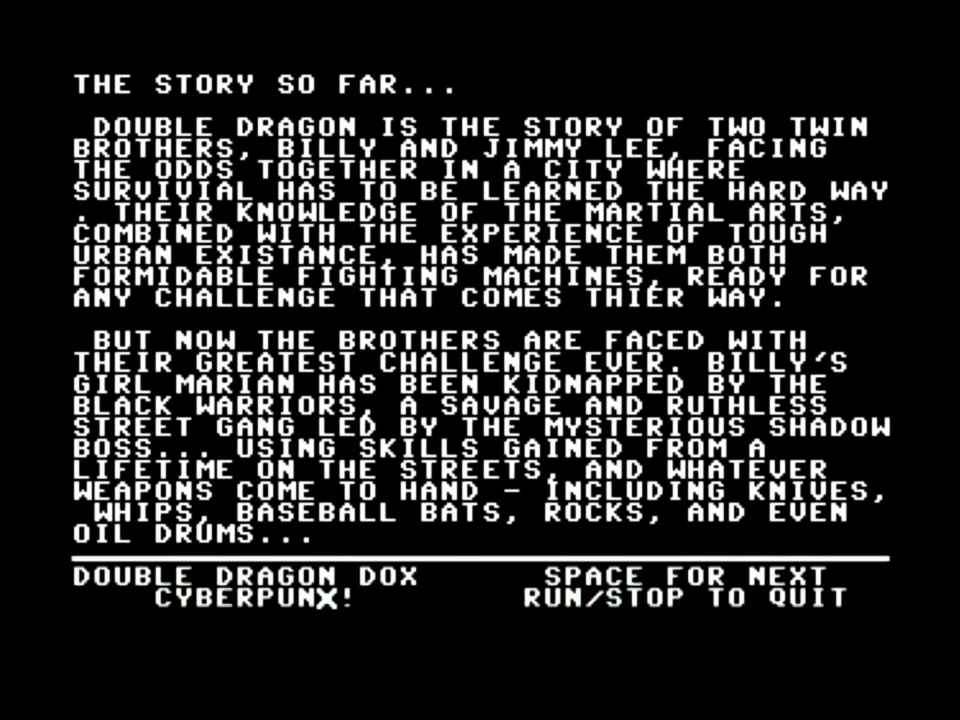 THE STORY SO FAR...
DOUBLE DRAGON IS THE STORY OF TWO TWIN
BROTHERS, BILLY AND JIMMY LEE, FACING
THE ODDS TOGETHER IN A CITY WHERE
SURVIVIAL HAS TO BE LEARNED THE HARD WAY
. THEIR KNOWLEDGE OF THE MARTIAL ARTS,
COMBINED WITH THE EXPERIENCE OF TOUGH
URBAN EXISTANCE, HAS MADE THEM BOTH
FORMIDABLE FIGHTING MACHINES, READY FOR
ANY CHALLENGE THAT COMES THIER WAY.
BUT NOW THE BROTHERS ARE FACED WITH
THEIR GREATEST CHALLENGE EVER. BILLY'S
GIRL MARIAN HAS BEEN KIDNAPPED BY THE
BLACK WARRIORS, A SAVAGE AND RUTHLESS
STREET GANG LED BY THE MYSTERIOUS SHADOW
BOSS... USING SKILLS GAINED FROM A
LIFETIME ON THE STREETS, AND WHATEVER
WEAPONS COME TO HAND - INCLUDING KNIVES,
WHIPS, BASEBALL BATS, ROCKS, AND EVEN
OIL DRUMS...
DOUBLE DRAGON DOX SPACE FOR NEXT
CYBERPUNX! RUN/STOP TO QUIT